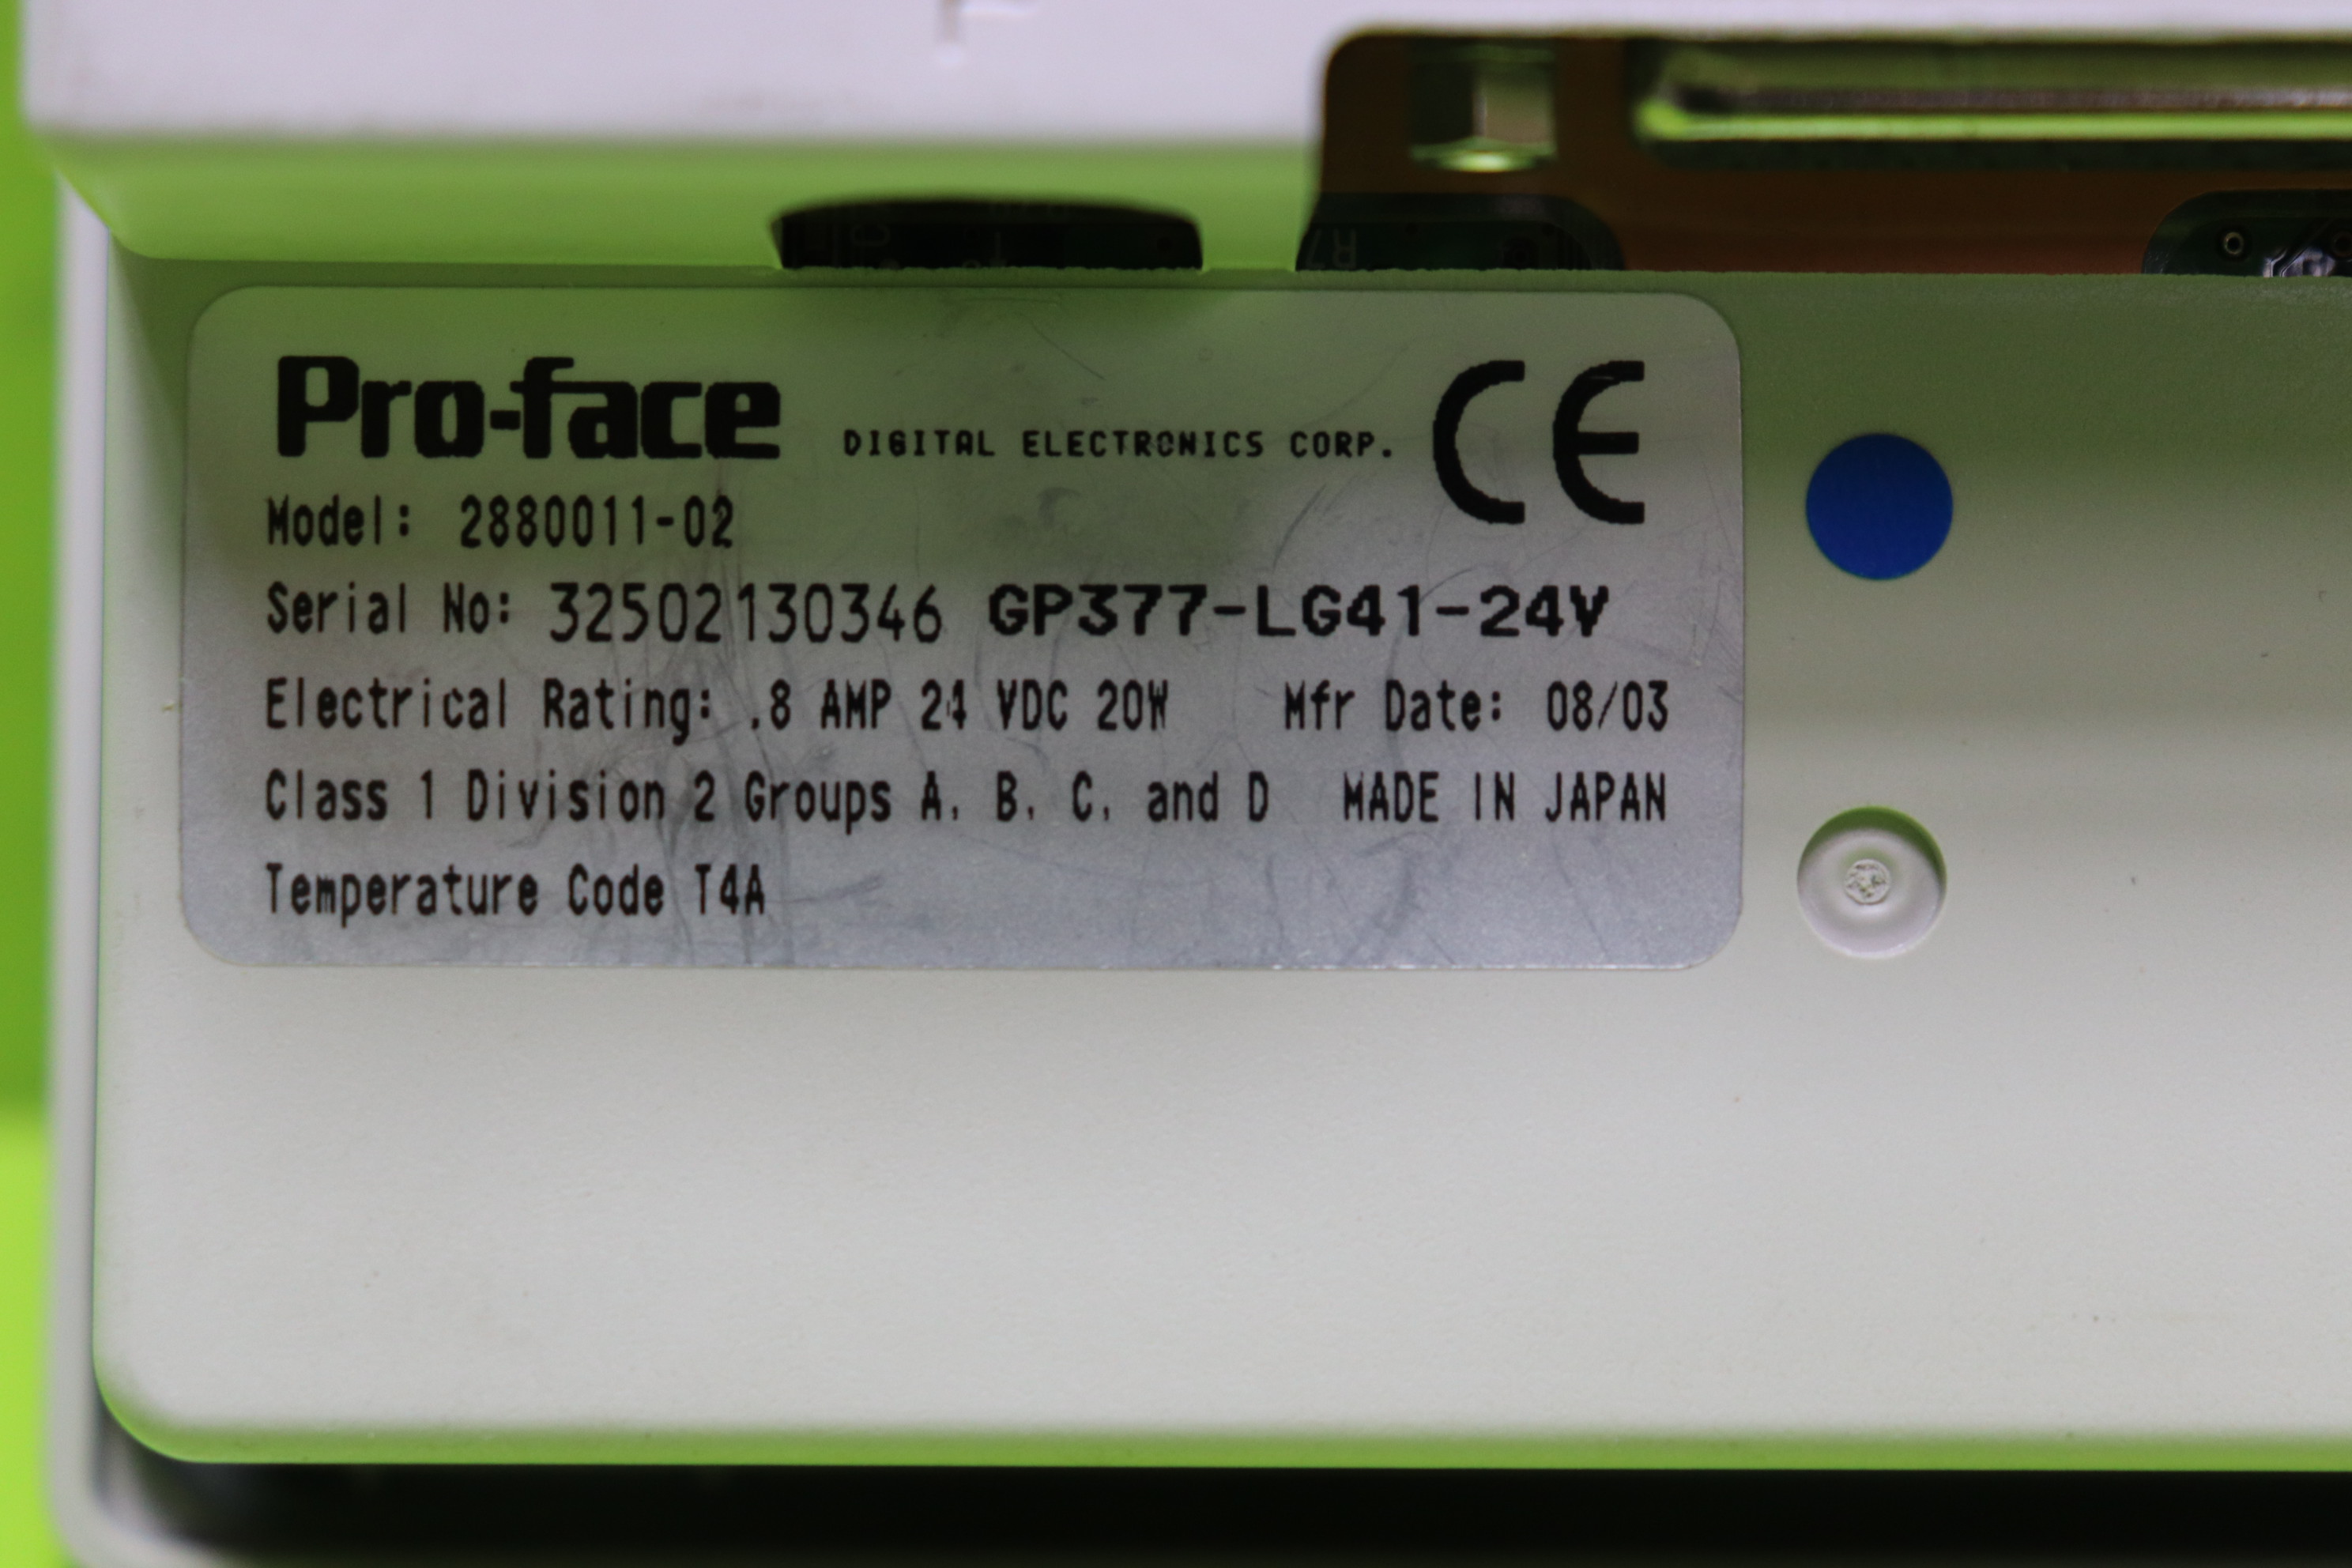 Pro-face DIGITAL ELECTRONICS CORP. CE
Model: 2880011-02
Serial No: 32502130346 GP377-LG41-24V
Electrical Rating: .8 AMP 24 VDC 20W Mfr Date: 08/03
Class 1 Division 2 Groups A, B, C, and D MADE IN JAPAN
Temperature Code T4A